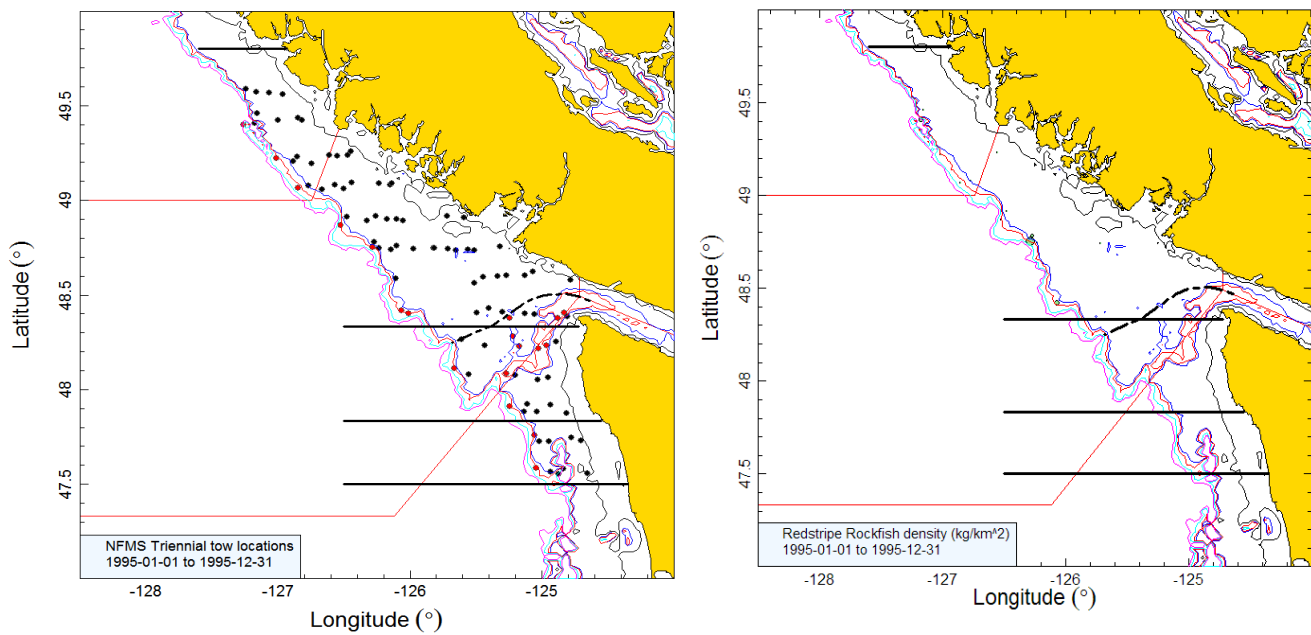 49.5
49
48.5
48
47.5
Latitude (°)
NFMS Triennial tow locations
1995-01-01 to 1995-12-31
-128
-127
-126
-125
Longitude (°)
49.5
49
48.5
48
47.5
Latitude (°)
Redstripe Rockfish density (kg/km^2)
1995-01-01 to 1995-12-31
-128
-127
-126
-125
Longitude (°)